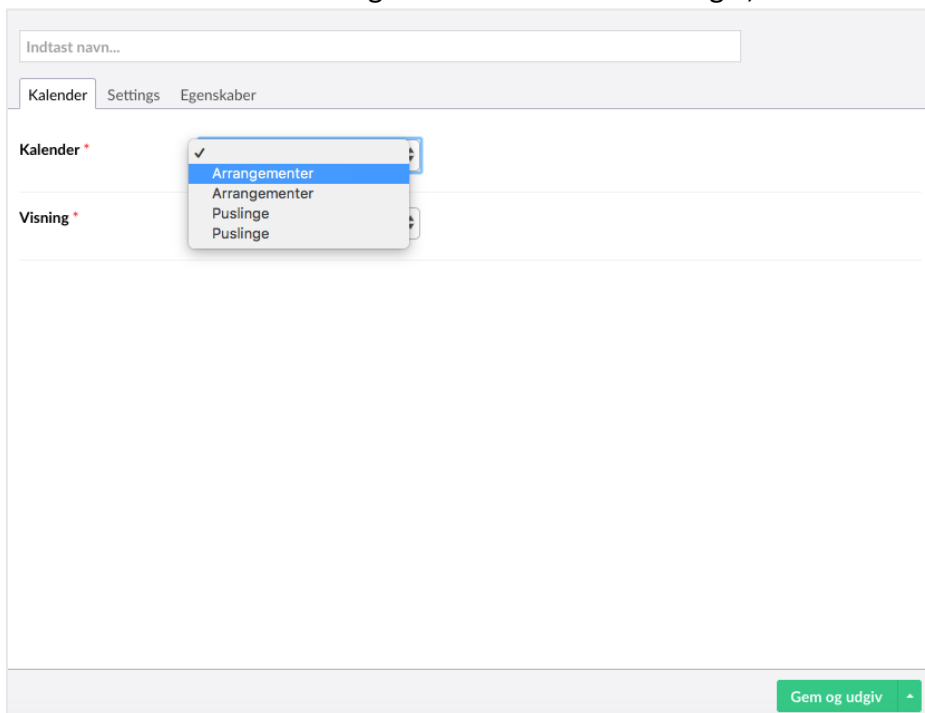 Indtast navn...
Kalender Settings Egenskaber
Kalender *
Arrangementer
Arrangementer
Visning *
Puslinge
Puslinge
Gem og udgiv